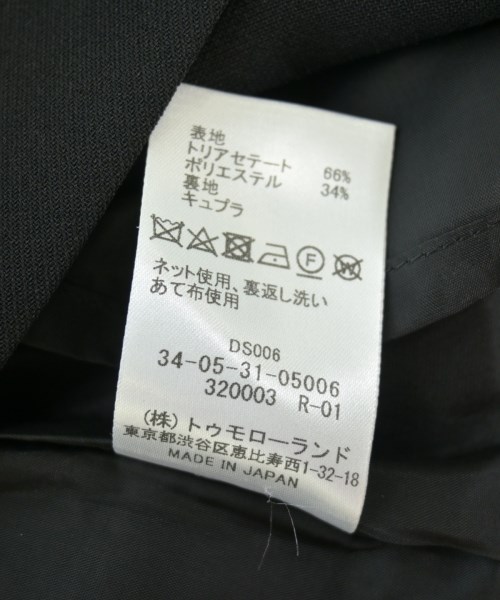 表地
トリアセテート 66%
ポリエステル 34%
裏地
キュプラ
F W
ネット使用、裏返し洗い
あて布使用
DS006
34-05-31-05006
320003 R-01
(株)トゥモローランド
東京都渋谷区恵比寿西1-32-18
MADE IN JAPAN